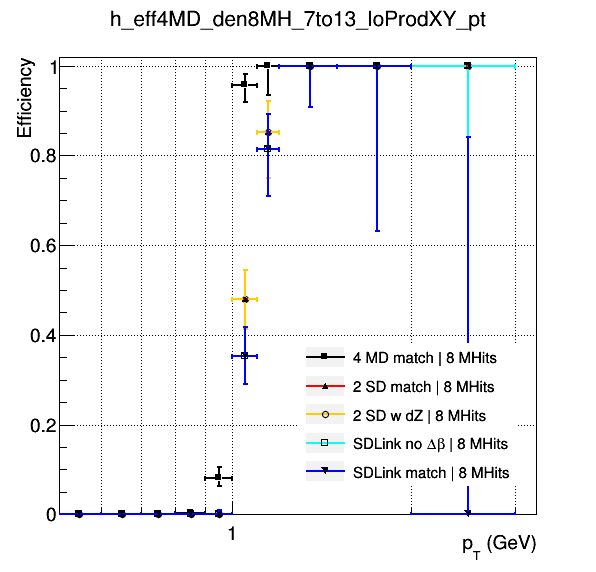 h_eff4MD_den8MH_7to13_loProdXY_pt
Efficiency
1
0.8
0.6
0.4
0.2
0
4 MD match | 8 MHits
2 SD match | 8 MHits
2 SD w dZ | 8 MHits
SDLink no Δβ | 8 MHits
SDLink match | 8 MHits
1
p_T (GeV)